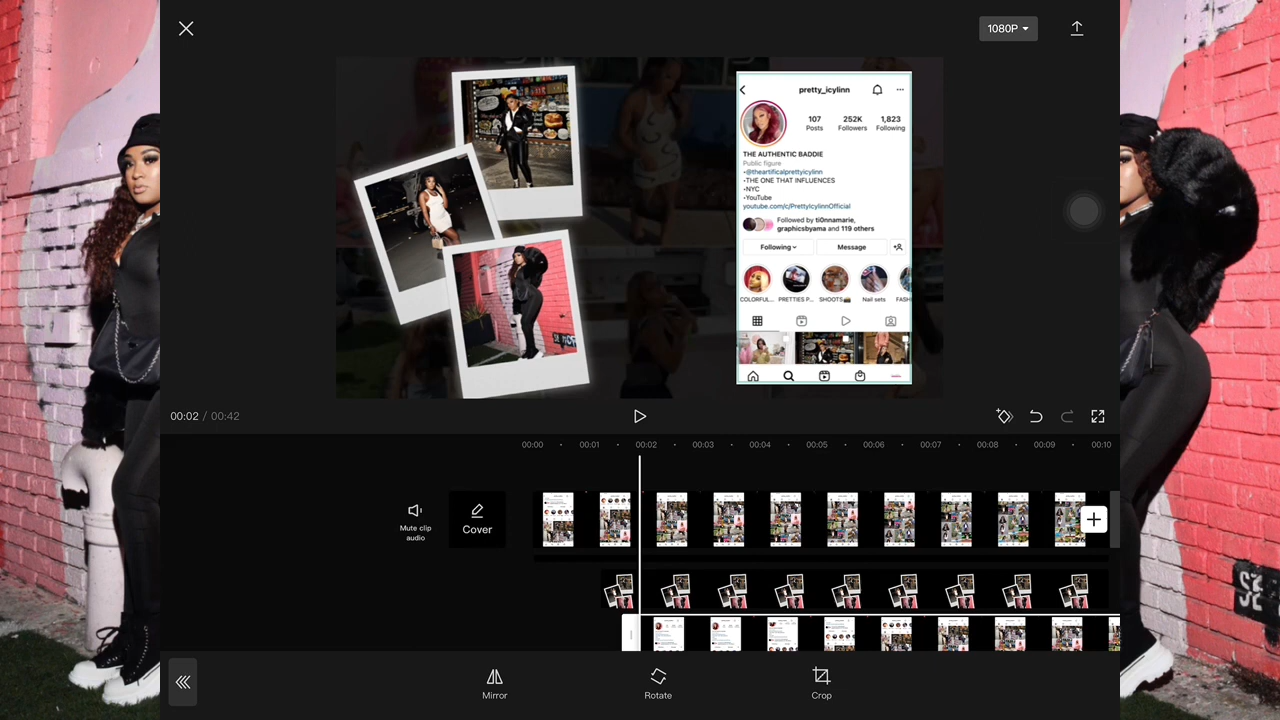 1080P
pretty_icylinn
107 252K 1,823
Posts Followers Following
THE AUTHENTIC BADDIE
Public figure
•@theartificalprettyicylinn
•THE ONE THAT INFLUENCES
•NYC
•YouTube
youtube.com/c/PrettyIcylinnOfficial
Followed by ti0nnamarie,
graphicsbyama and 119 others
Following Message
COLORFUL... PRETTIES P... SHOOTS Nail sets FASH
00:02 / 00:42
00:00 00:01 00:02 00:03 00:04 00:05 00:06 00:07 00:08 00:09 00:10
Mute clip
audio
Cover
Mirror Rotate Crop